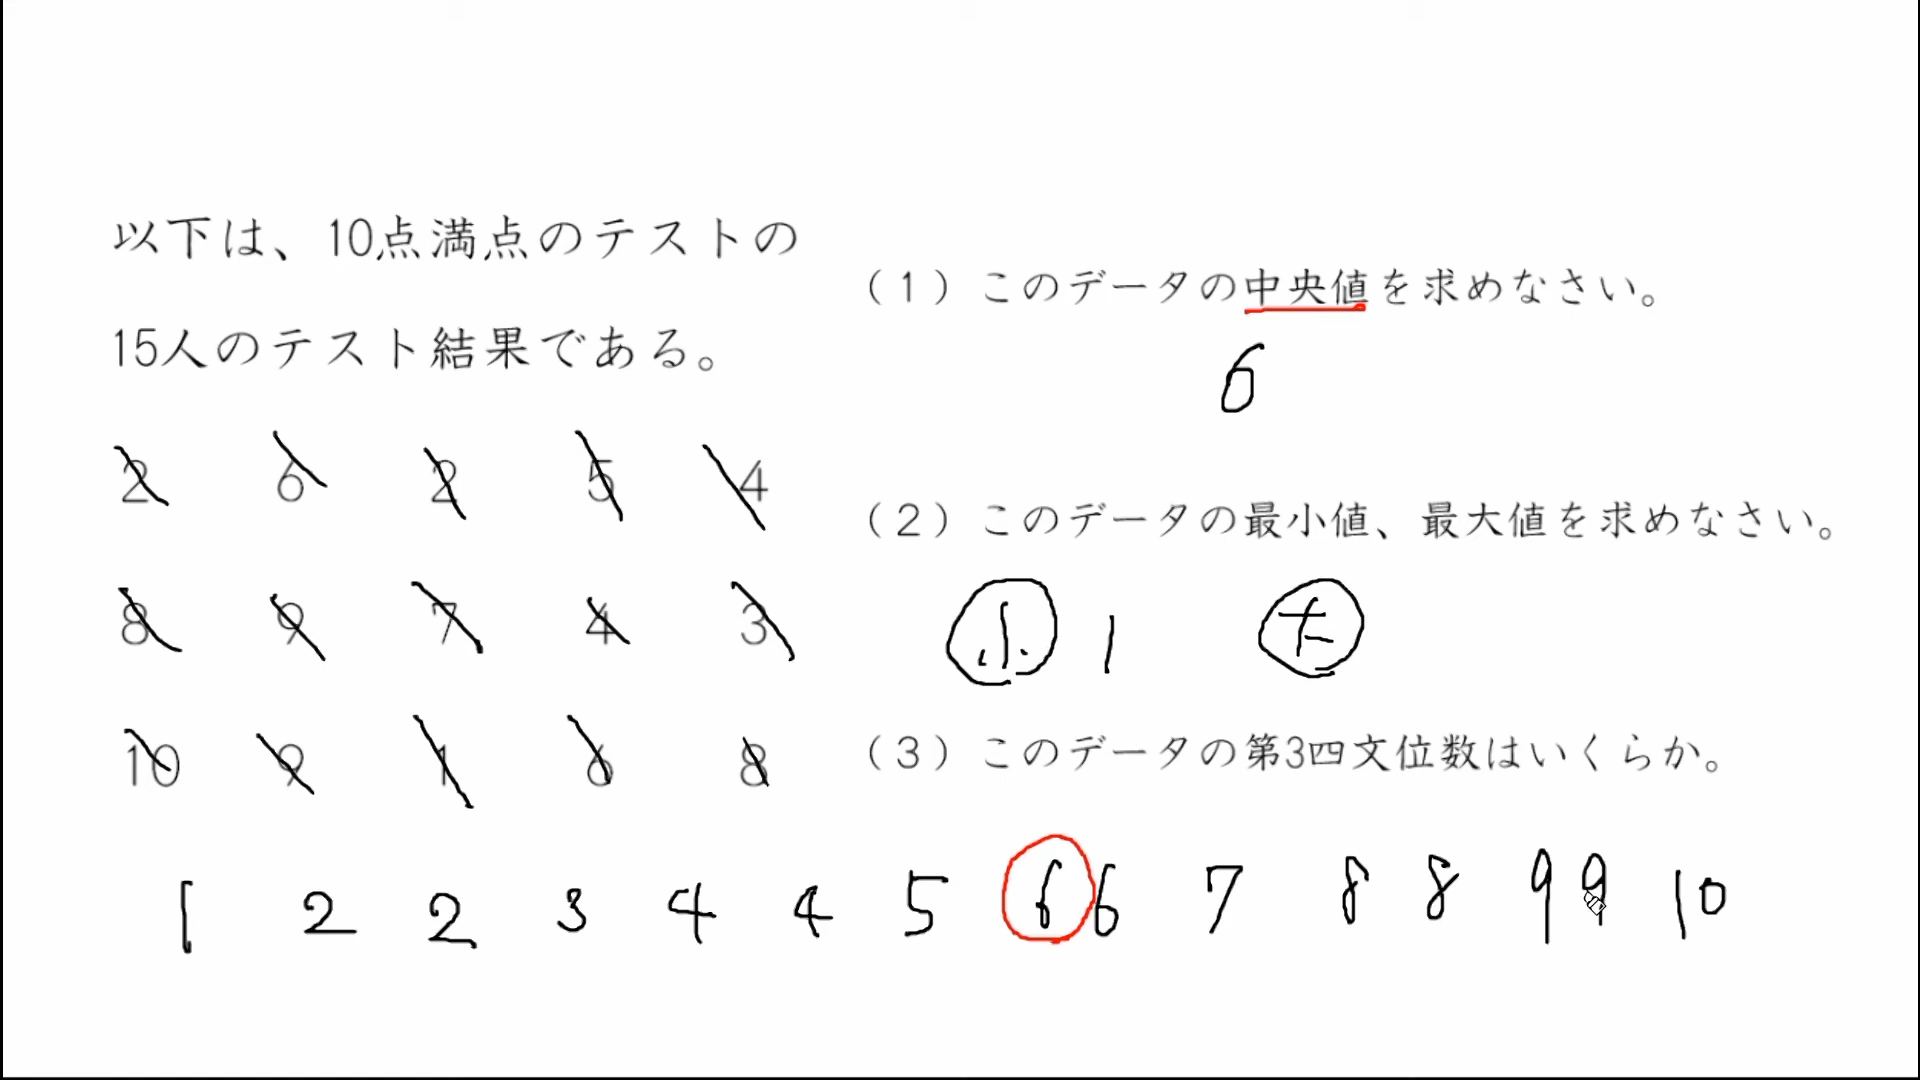 以下は、10点満点のテストの
15人のテスト結果である。
2 6 2 5 4
8 9 7 4 3
10 9 1 6 8
（１）このデータの中央値を求めなさい。
6
（２）このデータの最小値、最大値を求めなさい。
小 1 大
（３）このデータの第3四文位数はいくらか。
1 2 2 3 4 4 5 6 6 7 8 8 9 9 10